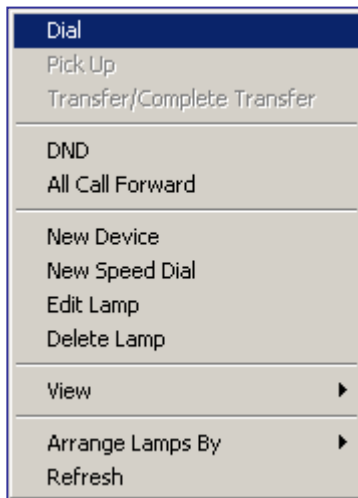 Dial
Pick Up
Transfer/Complete Transfer
DND
All Call Forward
New Device
New Speed Dial
Edit Lamp
Delete Lamp
View
Arrange Lamps By
Refresh